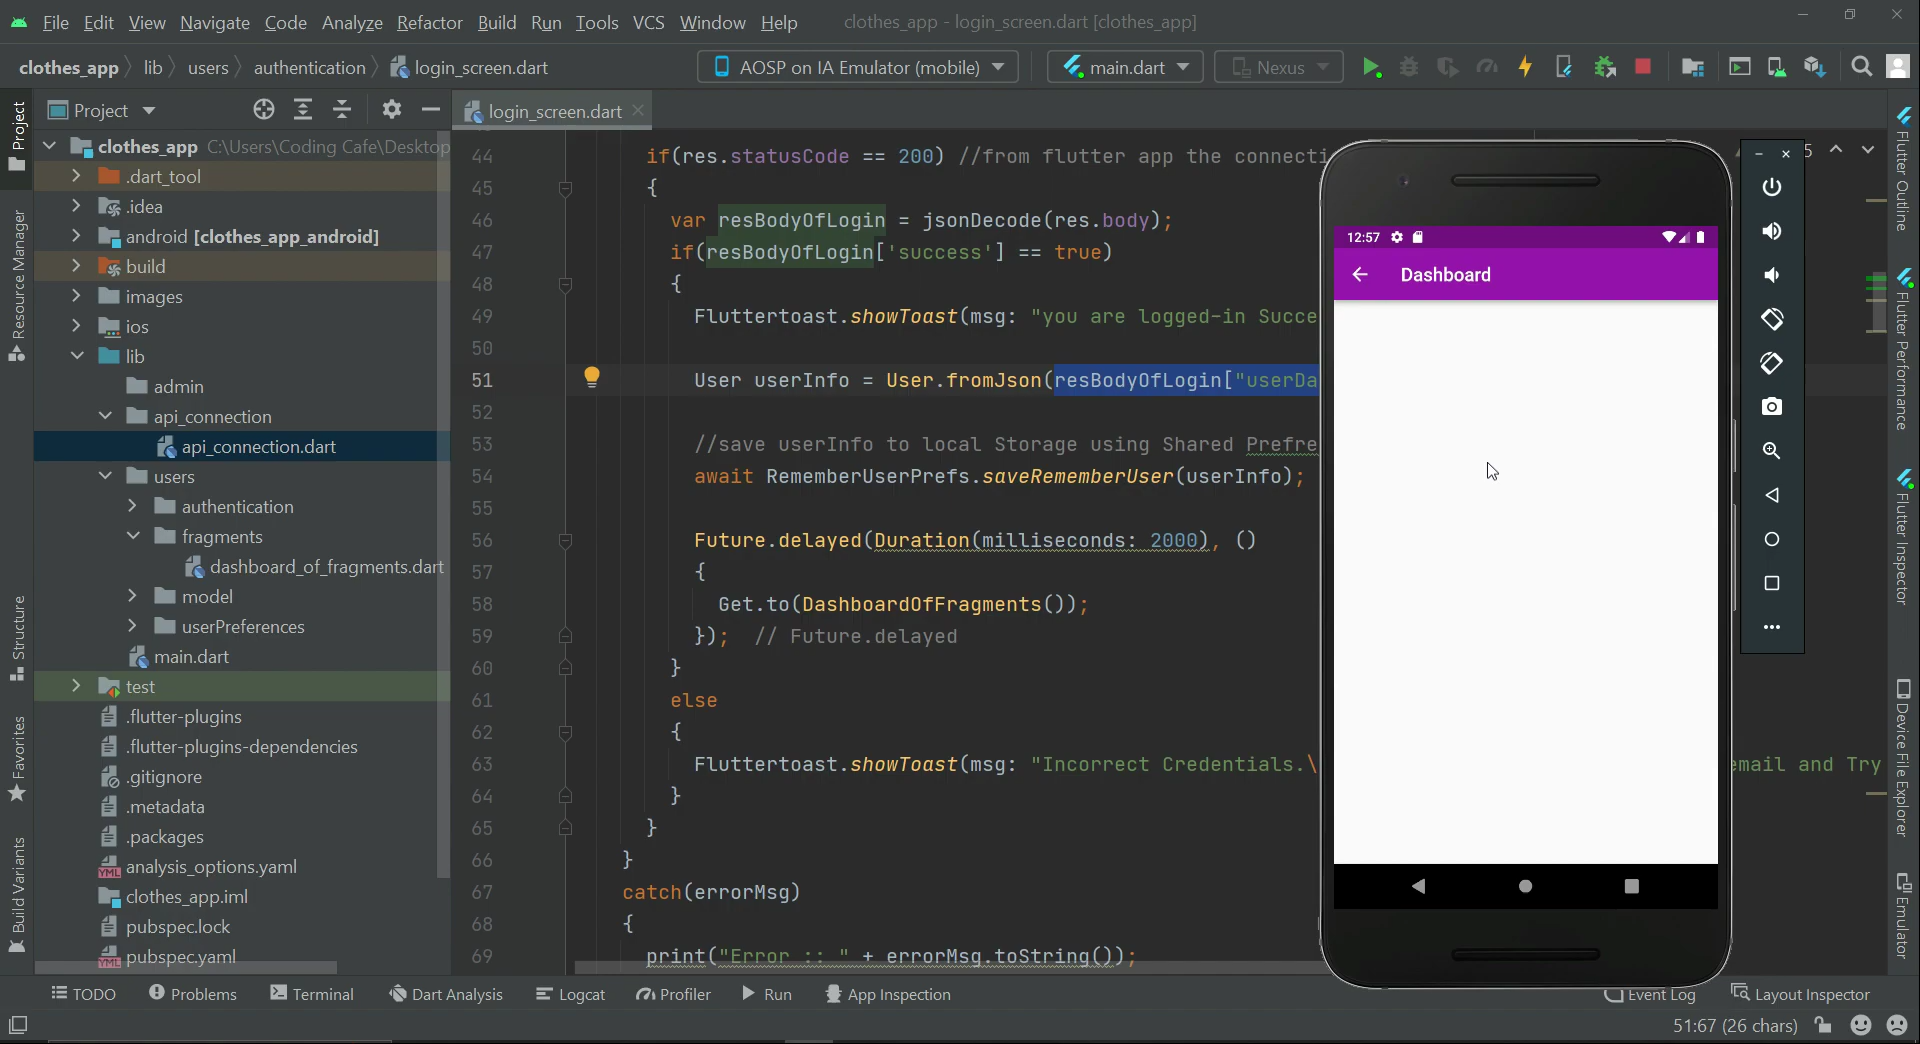 File Edit View Navigate Code Analyze Refactor Build Run Tools VCS Window Help clothes_app - login_screen.dart [clothes_app]
clothes_app lib users authentication login_screen.dart AOSP on IA Emulator (mobile) main.dart Nexus
Project
login_screen.dart
clothes_app C:\Users\Coding Cafe\Desktop
.dart_tool
.idea
android [clothes_app_android]
build
images
ios
lib
admin
api_connection
api_connection.dart
users
authentication
fragments
dashboard_of_fragments.dart
model
userPreferences
main.dart
test
.flutter-plugins
.flutter-plugins-dependencies
.gitignore
.metadata
.packages
analysis_options.yaml
clothes_app.iml
pubspec.lock
pubspec.yaml
Project
Resource Manager
Structure
Favorites
Build Variants
44 if(res.statusCode == 200) //from flutter app the connecti
45 {
46 var resBodyOfLogin = jsonDecode(res.body);
47 if(resBodyOfLogin['success'] == true)
48 {
49 Fluttertoast.showToast(msg: "you are logged-in Succe
50
51 User userInfo = User.fromJson(resBodyOfLogin["userDa
52
53 //save userInfo to local Storage using Shared Prefre
54 await RememberUserPrefs.saveRememberUser(userInfo);
55
56 Future.delayed(Duration(milliseconds: 2000), ()
57 {
58 Get.to(DashboardOfFragments());
59 }); // Future.delayed
60 }
61 else
62 {
63 Fluttertoast.showToast(msg: "Incorrect Credentials.\ email and Try
64 }
65 }
66 }
67 catch(errorMsg)
68 {
69 print("Error :: " + errorMsg.toString());
12:57
Dashboard
5
Flutter Outline
Flutter Performance
Flutter Inspector
Device File Explorer
Emulator
TODO Problems Terminal Dart Analysis Logcat Profiler Run App Inspection Event Log Layout Inspector
51:67 (26 chars)